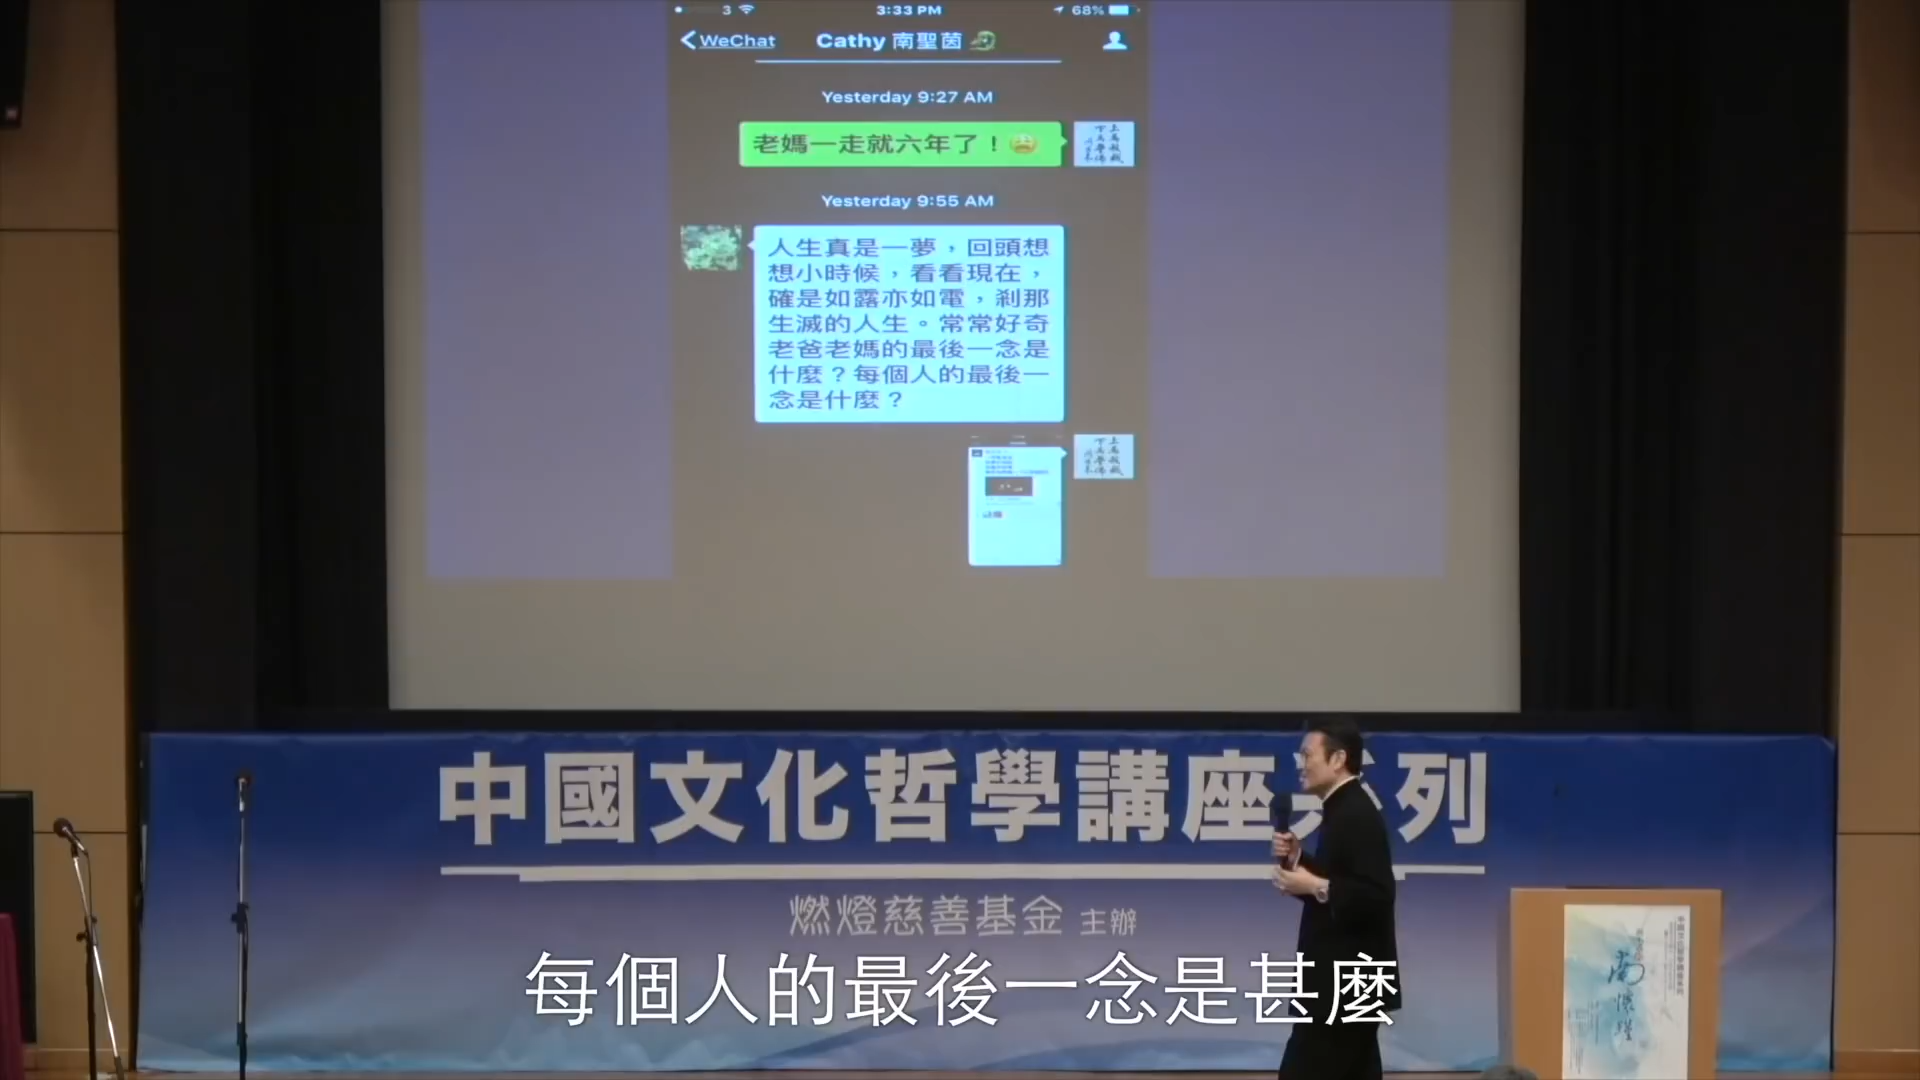 3 3:33 PM 68%
WeChat Cathy 南聖茵
Yesterday 9:27 AM
老媽一走就六年了！
Yesterday 9:55 AM
人生真是一夢，回頭想
想小時候，看看現在，
確是如露亦如電，剎那
生滅的人生。常常好奇
老爸老媽的最後一念是
什麼？每個人的最後一
念是什麼？
中國文化哲學講座系列
燃燈慈善基金 主辦
南懷瑾
每個人的最後一念是甚麼